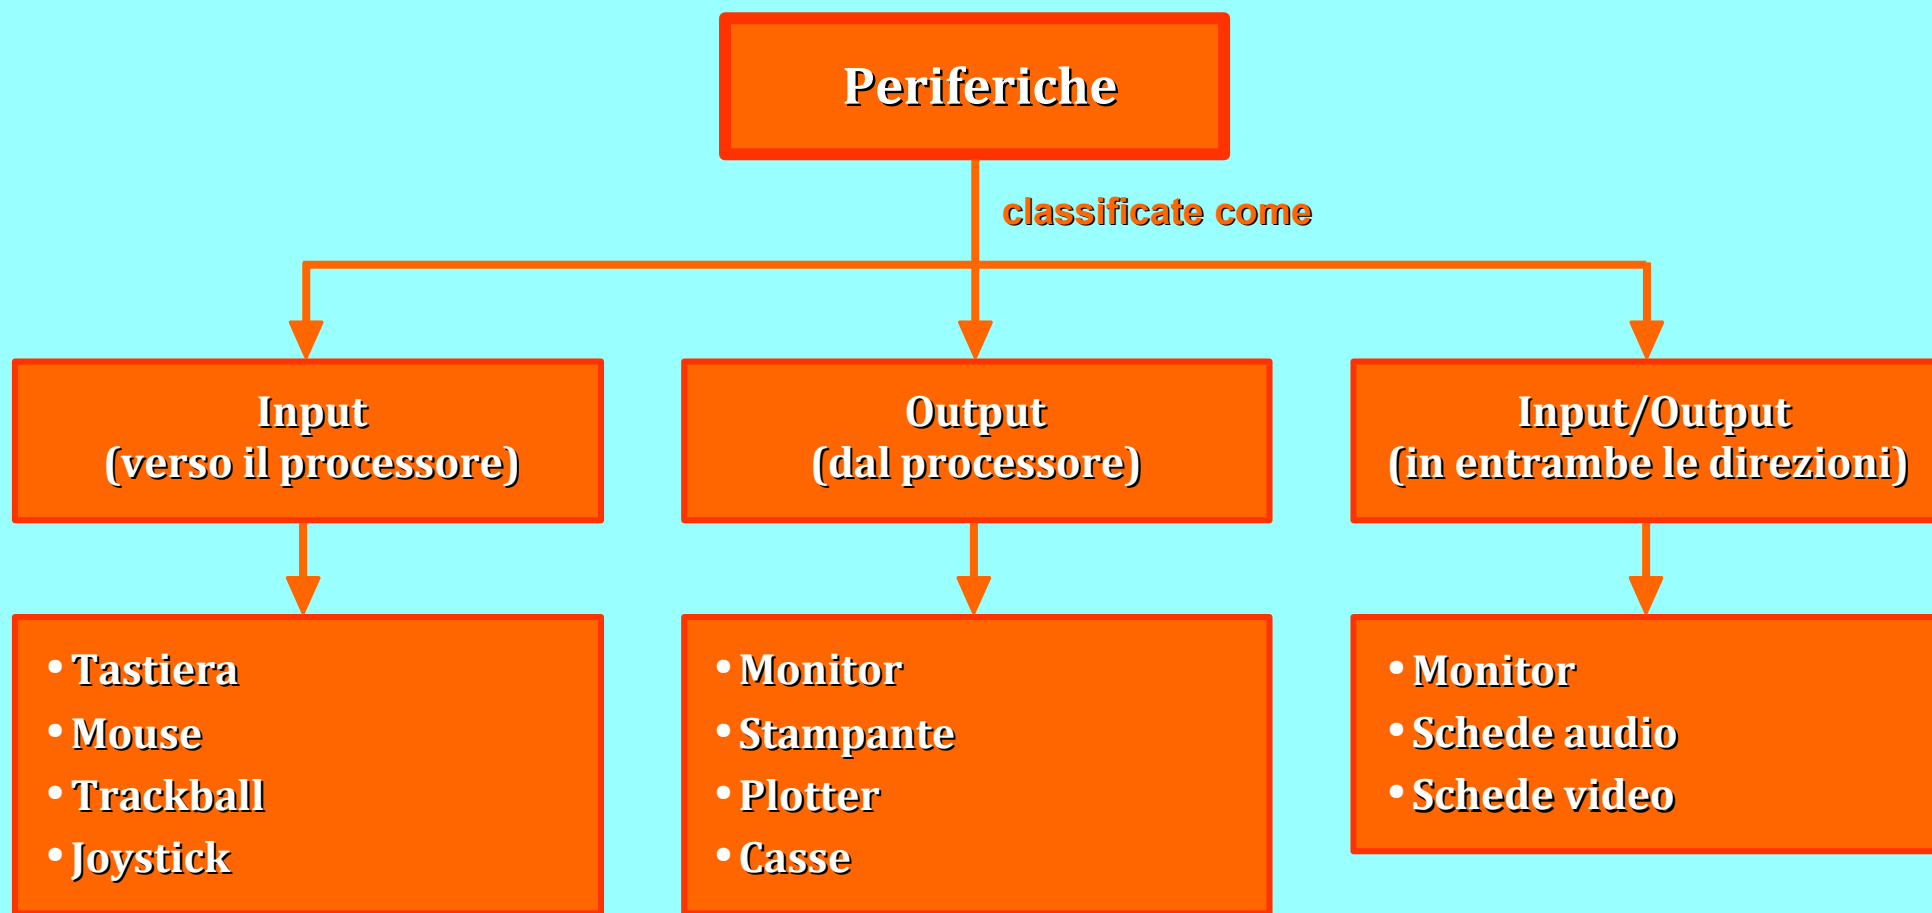 Periferiche
classificate come
Input
(verso il processore)
Output
(dal processore)
Input/Output
(in entrambe le direzioni)
• Tastiera
• Mouse
• Trackball
• Joystick
• Monitor
• Stampante
• Plotter
• Casse
• Monitor
• Schede audio
• Schede video